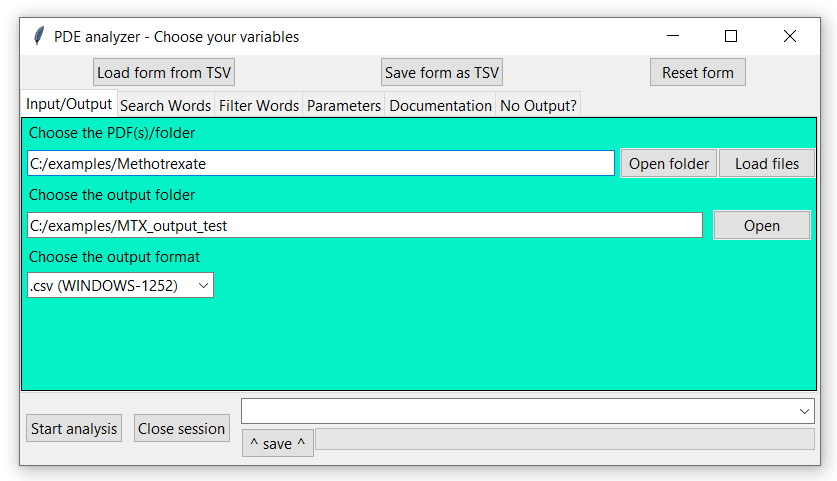 PDE analyzer - Choose your variables
Load form from TSV Save form as TSV Reset form
Input/Output Search Words Filter Words Parameters Documentation No Output?
Choose the PDF(s)/folder
C:/examples/Methotrexate Open folder Load files
Choose the output folder
C:/examples/MTX_output_test Open
Choose the output format
.csv (WINDOWS-1252)
Start analysis Close session
^ save ^